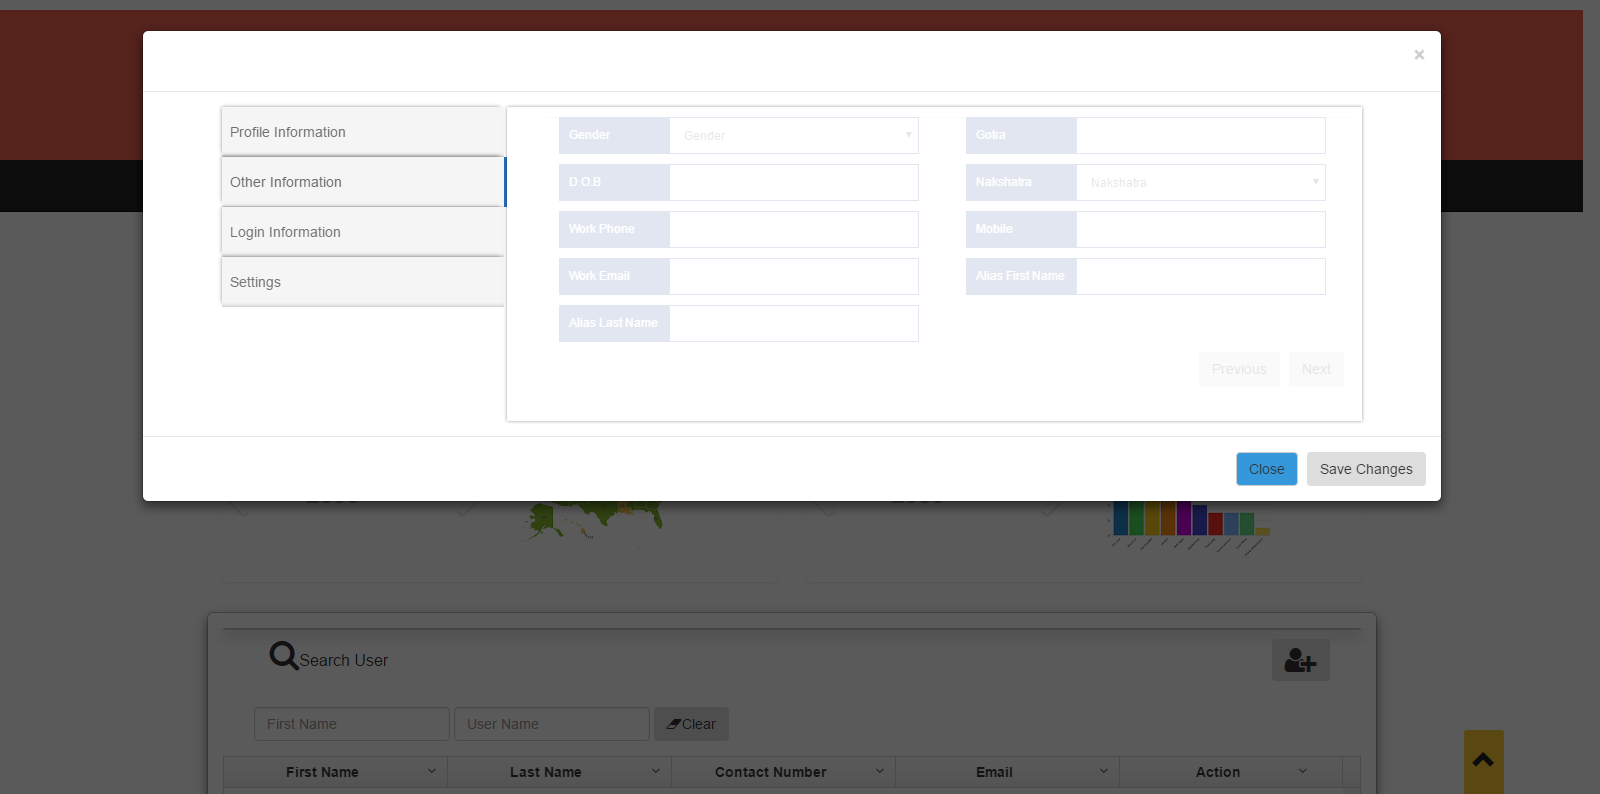 ×
Profile Information
Other Information
Login Information
Settings
Gender Gender
Gotra
D.O.B
Nakshatra Nakshatra
Work Phone
Mobile
Work Email
Alias First Name
Alias Last Name
Previous Next
Close Save Changes
Search User
First Name User Name Clear
First Name Last Name Contact Number Email Action